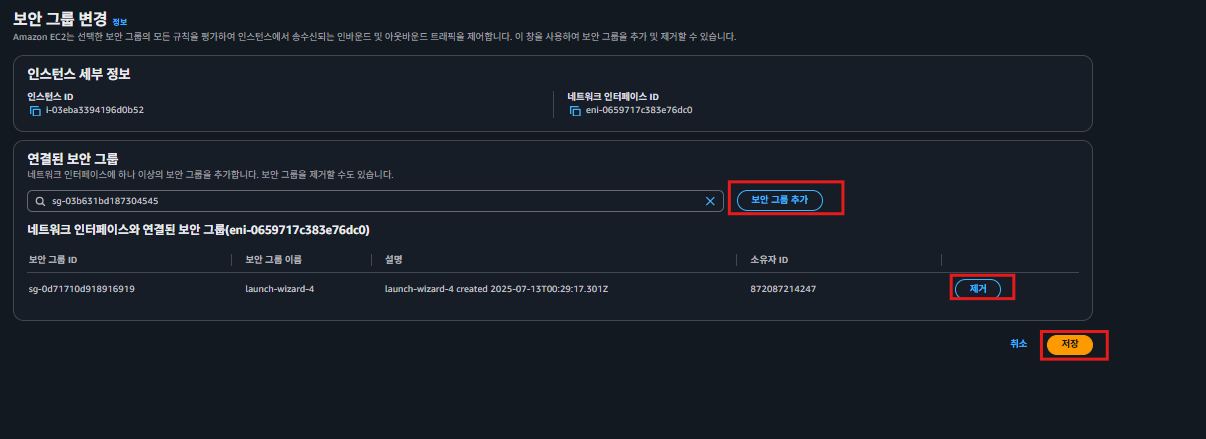 보안 그룹 변경 정보
Amazon EC2는 선택한 보안 그룹의 모든 규칙을 평가하여 인스턴스에서 송수신되는 인바운드 및 아웃바운드 트래픽을 제어합니다. 이 창을 사용하여 보안 그룹을 추가 및 제거할 수 있습니다.
인스턴스 세부 정보
인스턴스 ID
i-03eba3394196d0b52
네트워크 인터페이스 ID
eni-0659717c383e76dc0
연결된 보안 그룹
네트워크 인터페이스에 하나 이상의 보안 그룹을 추가합니다. 보안 그룹을 제거할 수도 있습니다.
sg-03b631bd187304545
보안 그룹 추가
네트워크 인터페이스와 연결된 보안 그룹(eni-0659717c383e76dc0)
보안 그룹 ID 보안 그룹 이름 설명 소유자 ID
sg-0d71710d918916919 launch-wizard-4 launch-wizard-4 created 2025-07-13T00:29:17.301Z 872087214247 제거
취소 저장